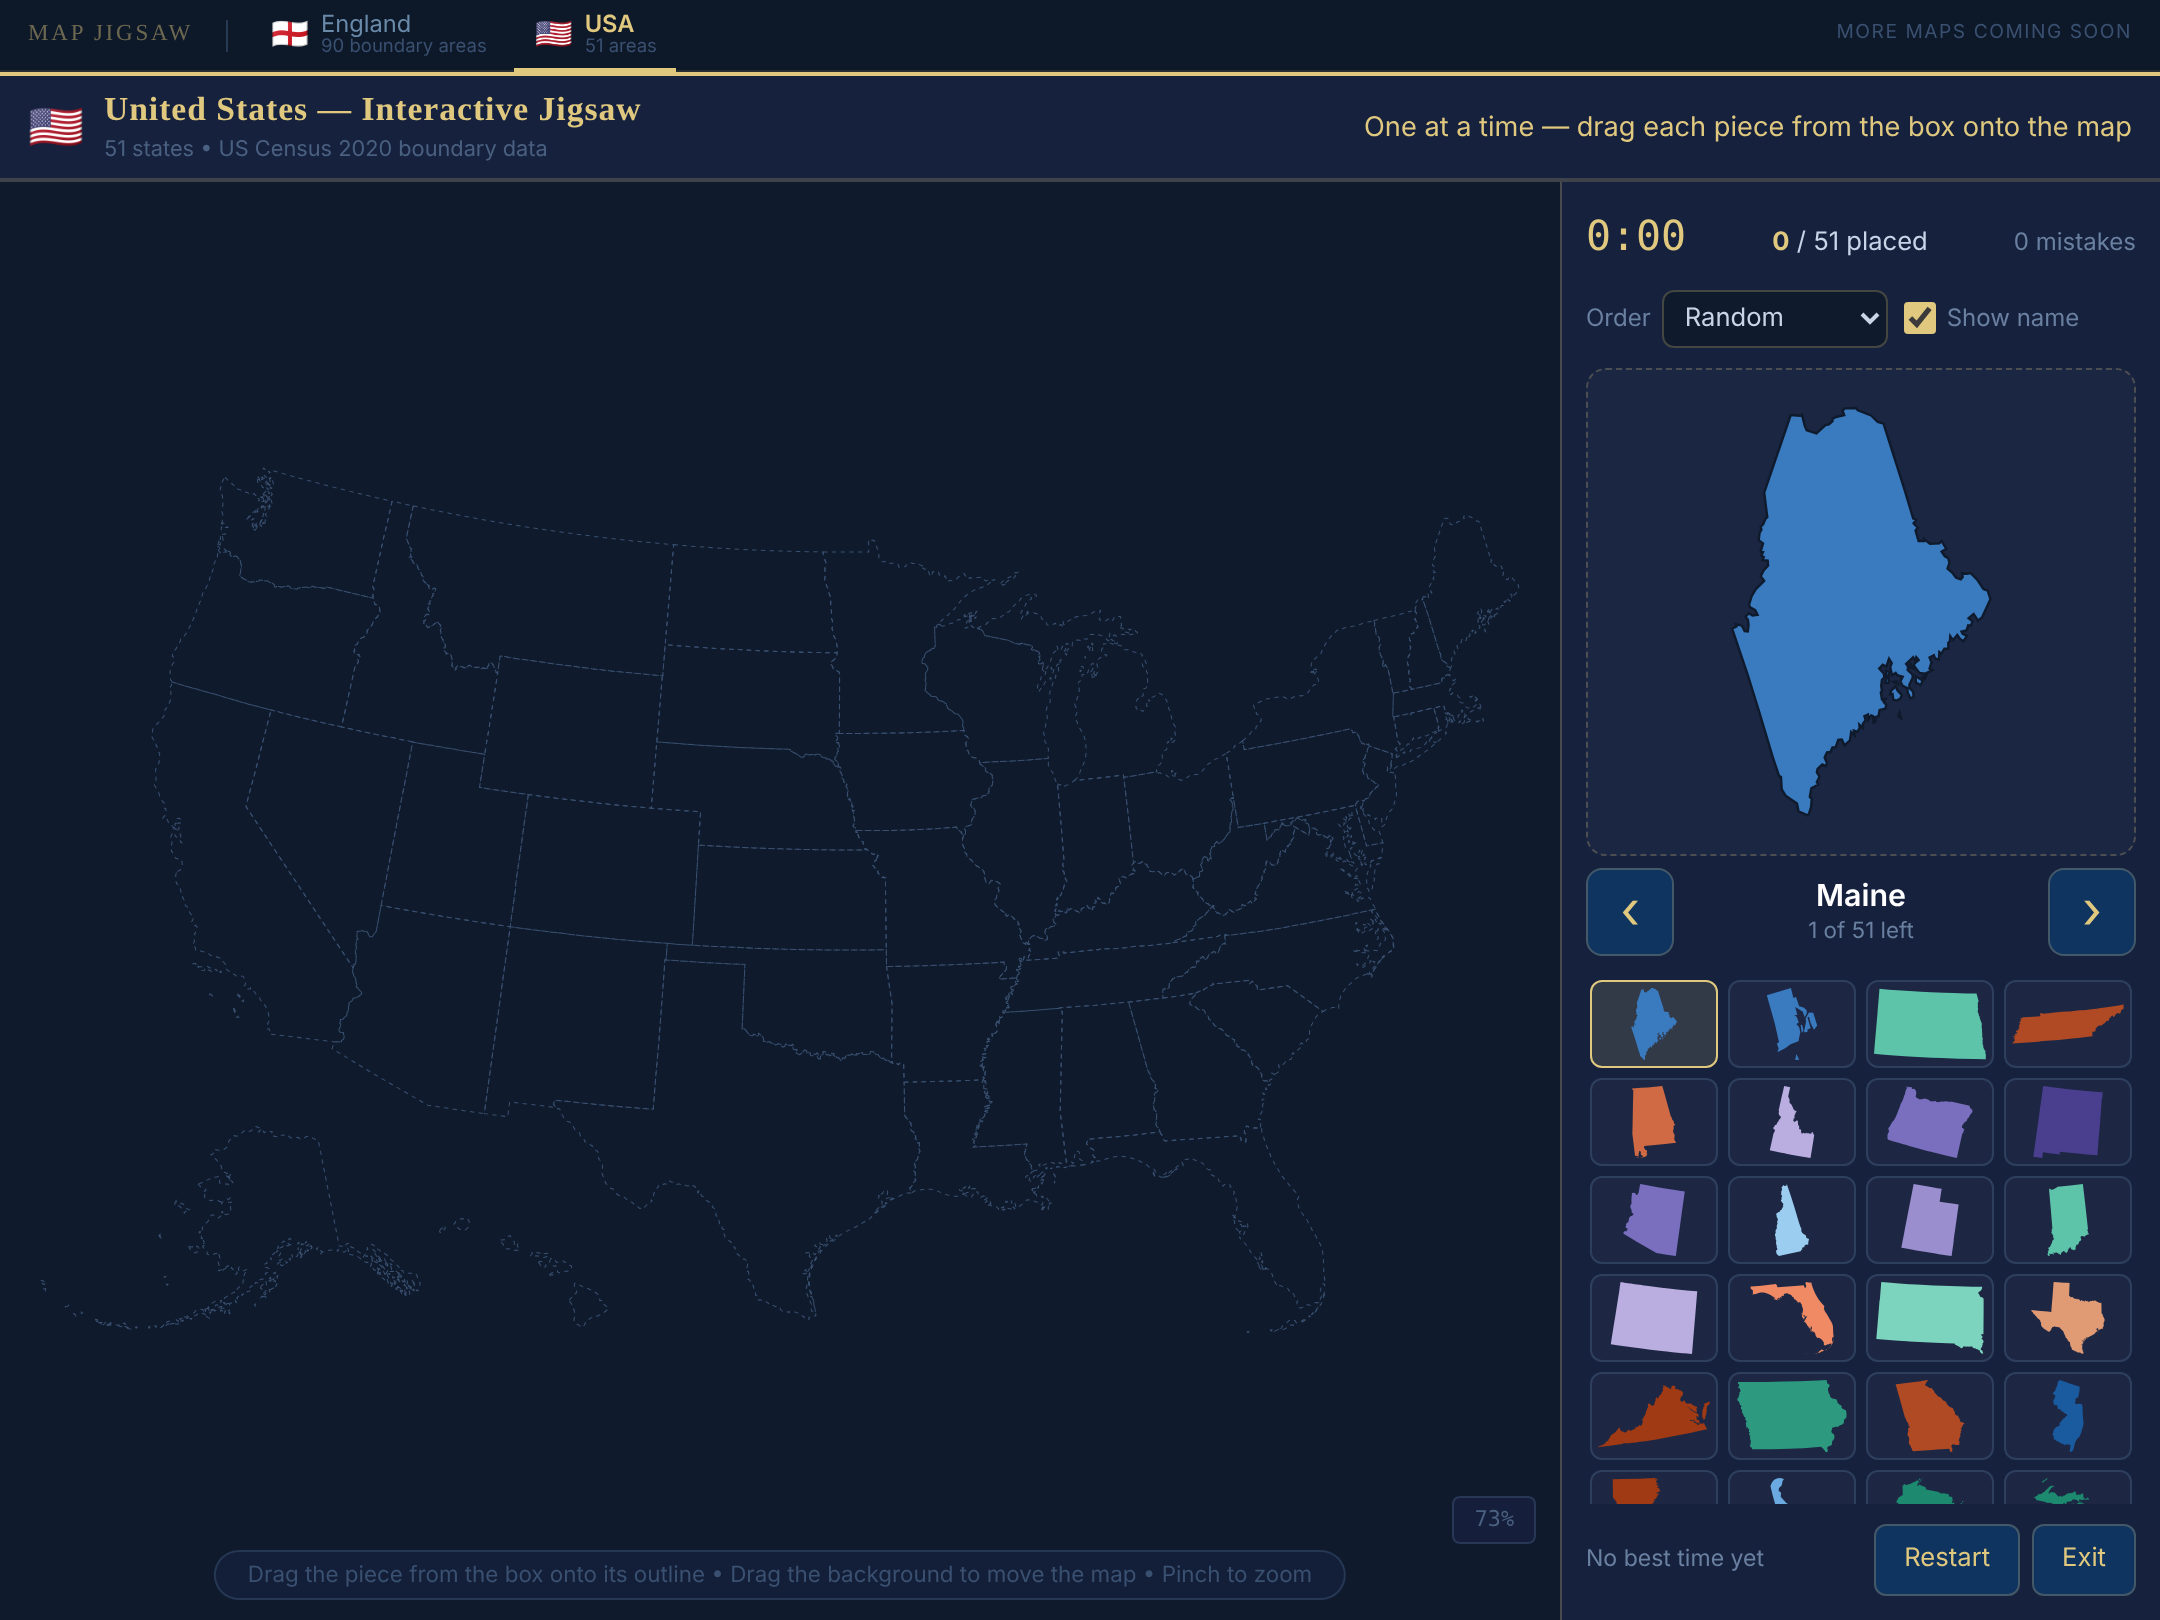 MAP JIGSAW
England
90 boundary areas
USA
51 areas
MORE MAPS COMING SOON
United States — Interactive Jigsaw
51 states • US Census 2020 boundary data
One at a time — drag each piece from the box onto the map
0:00
0 / 51 placed
0 mistakes
Order
Random
Show name
Maine
1 of 51 left
73%
Drag the piece from the box onto its outline • Drag the background to move the map • Pinch to zoom
No best time yet
Restart
Exit